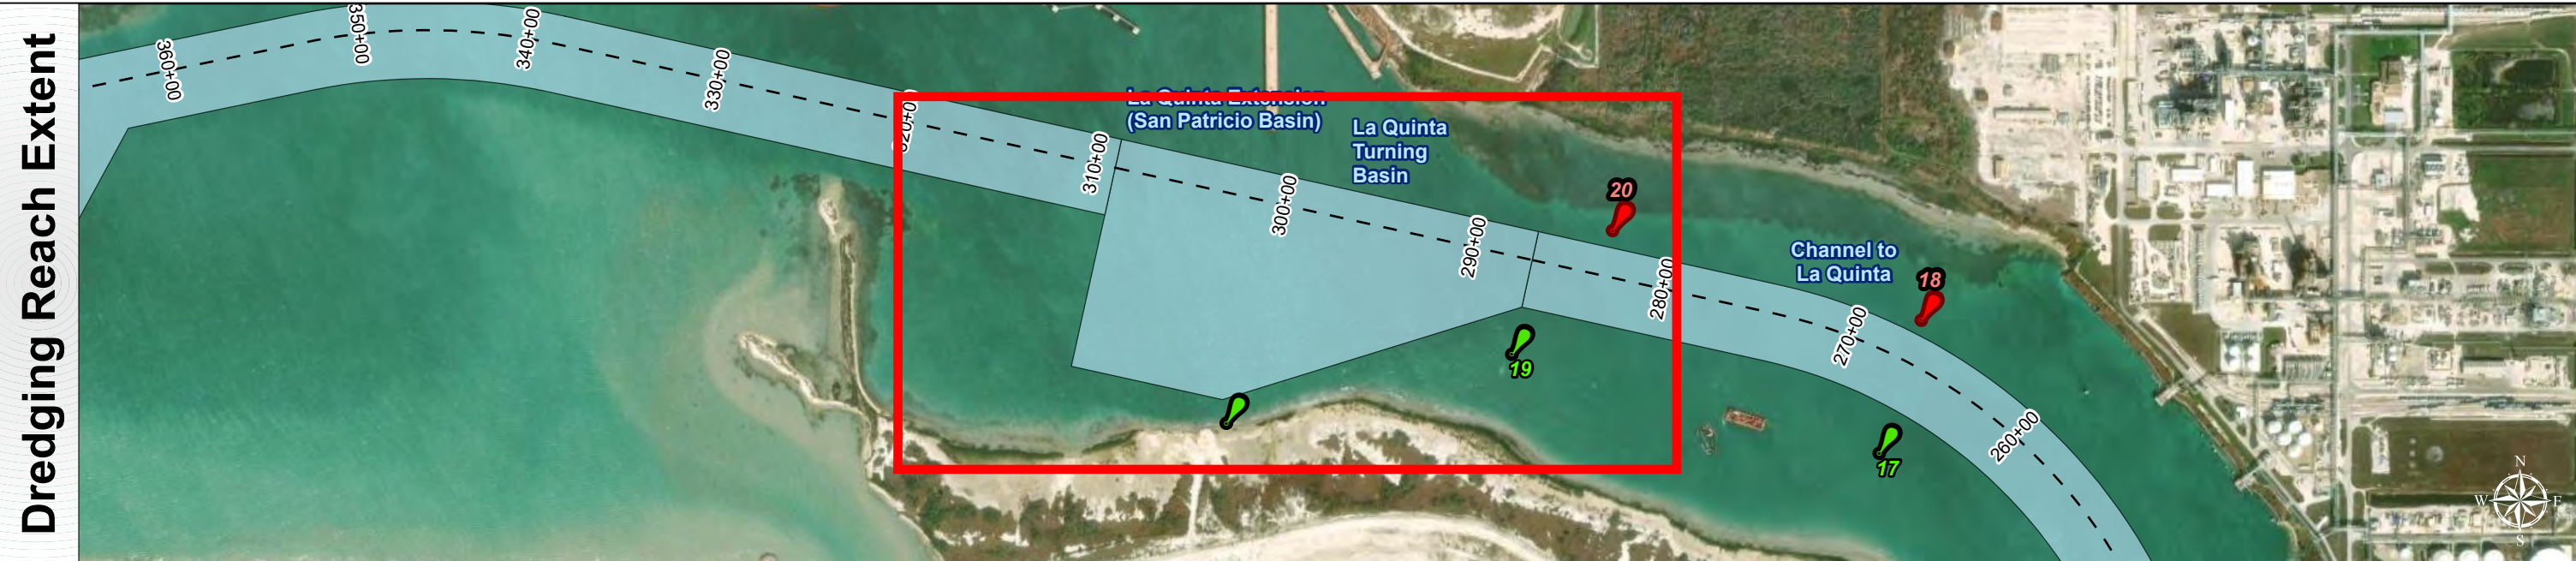 Dredging Reach Extent
360+00
350+00
340+00
330+00
320+00
310+00
300+00
290+00
280+00
270+00
260+00
La Quinta Extension
(San Patricio Basin)
La Quinta
Turning
Basin
20
Channel to
La Quinta
18
19
17
N
W
E
S